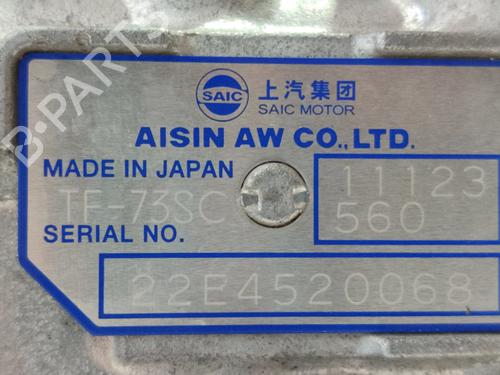 SAIC 上汽集团
SAIC MOTOR
AISIN AW CO., LTD.
MADE IN JAPAN
TF-73SC
11123
560
SERIAL NO.
22E4520068
B-PARTS